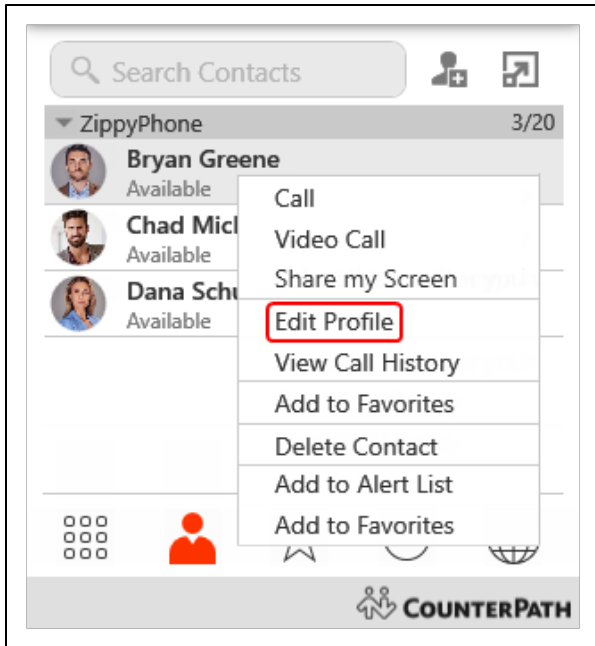 Search Contacts
ZippyPhone 3/20
Bryan Greene
Available
Call
Chad Mic
Video Call
Available
Share my Screen
Dana Schu
Available
Edit Profile
View Call History
Add to Favorites
Delete Contact
Add to Alert List
Add to Favorites
COUNTERPATH